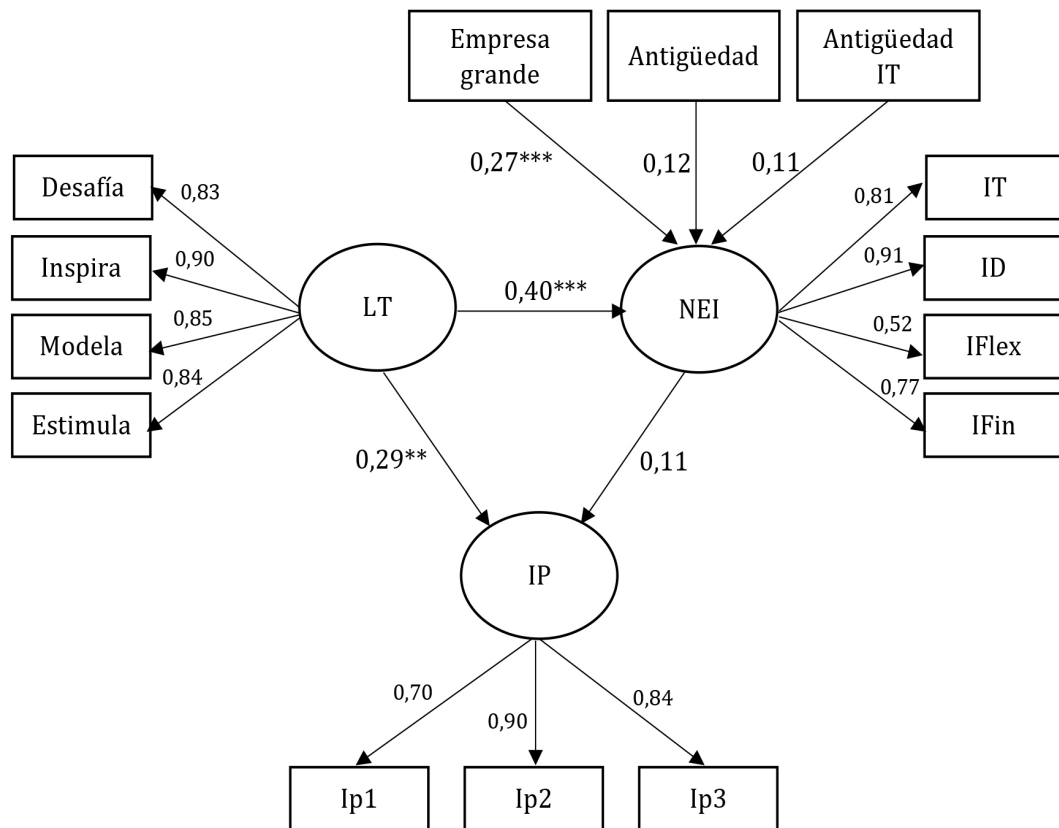 Empresa
grande
Antigüedad
Antigüedad
IT
0,27***
0,12
0,11
Desafía
0,83
Inspira
0,90
Modela
0,85
Estimula
0,84
LT
0,40***
NEI
0,81
IT
0,91
ID
0,52
IFlex
0,77
IFin
0,29**
0,11
IP
0,70
0,90
0,84
Ip1
Ip2
Ip3